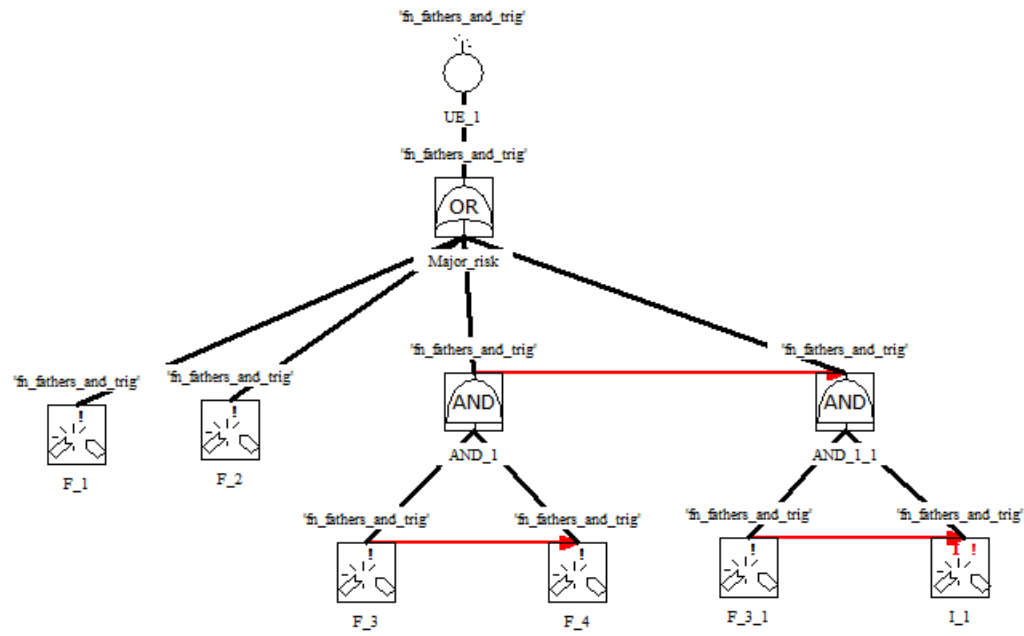 'fn_fathers_and_trig'
UE_1
'fn_fathers_and_trig'
OR
Major_risk
'fn_fathers_and_trig' 'fn_fathers_and_trig'
'fn_fathers_and_trig' 'fn_fathers_and_trig'
! ! AND AND
F_1 F_2 AND_1 AND_1_1
'fn_fathers_and_trig' 'fn_fathers_and_trig' 'fn_fathers_and_trig' 'fn_fathers_and_trig'
! ! ! I !
F_3 F_4 F_3_1 I_1